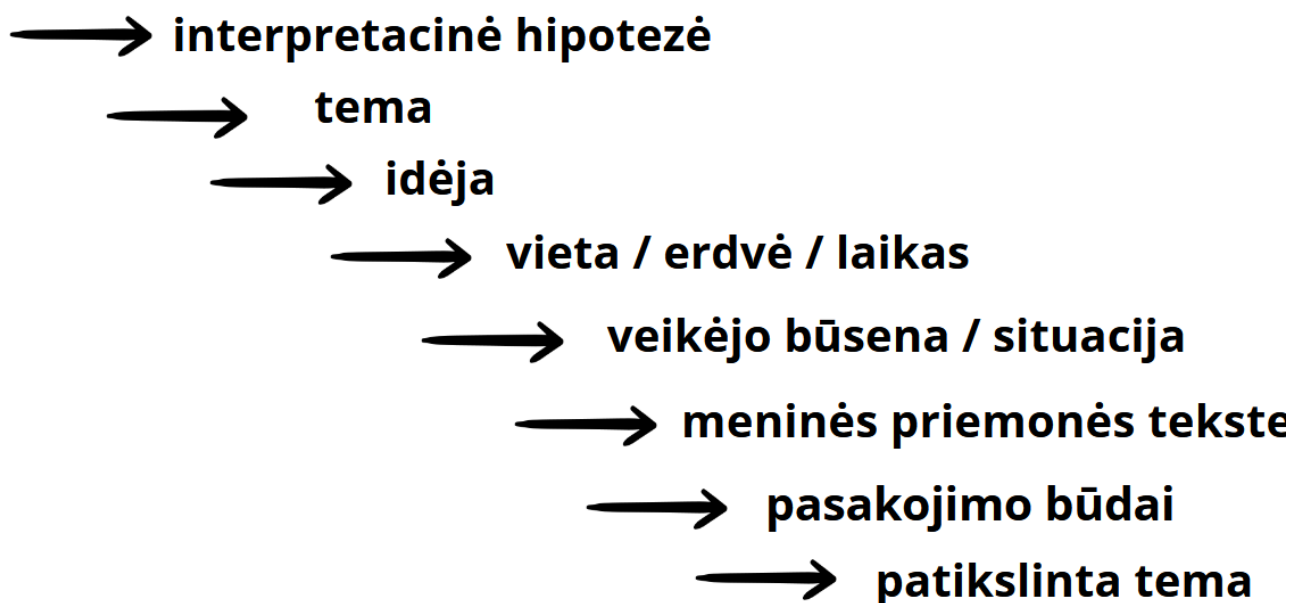 interpretacinė hipotezė
tema
idėja
vieta / erdvė / laikas
veikėjo būsena / situacija
meninės priemonės tekste
pasakojimo būdai
patikslinta tema